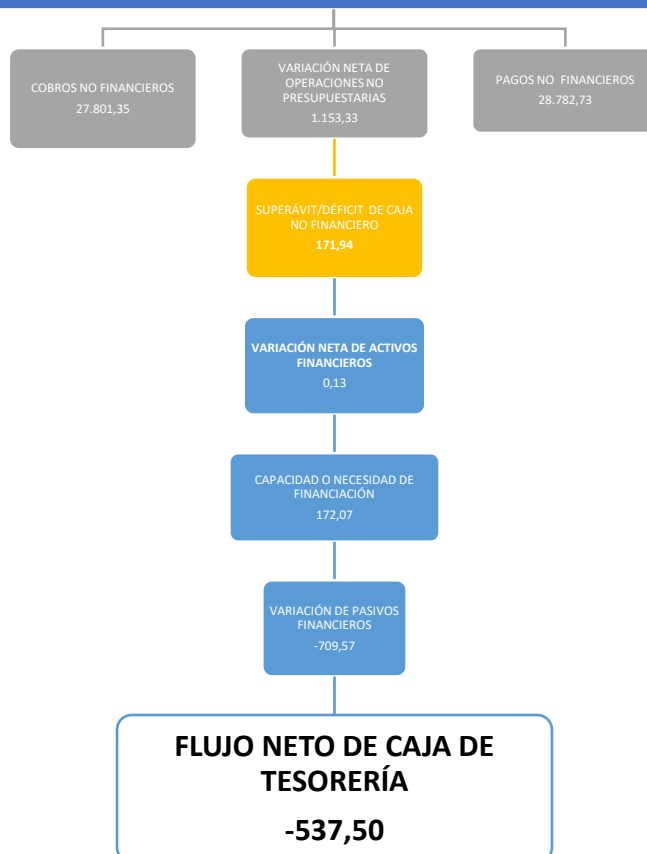 COBROS NO FINANCIEROS
27.801,35
VARIACIÓN NETA DE
OPERACIONES NO
PRESUPUESTARIAS
1.153,33
PAGOS NO FINANCIEROS
28.782,73
SUPERÁVIT/DÉFICIT DE CAJA
NO FINANCIERO
171,94
VARIACIÓN NETA DE ACTIVOS
FINANCIEROS
0,13
CAPACIDAD O NECESIDAD DE
FINANCIACIÓN
172,07
VARIACIÓN DE PASIVOS
FINANCIEROS
-709,57
FLUJO NETO DE CAJA DE
TESORERÍA
-537,50